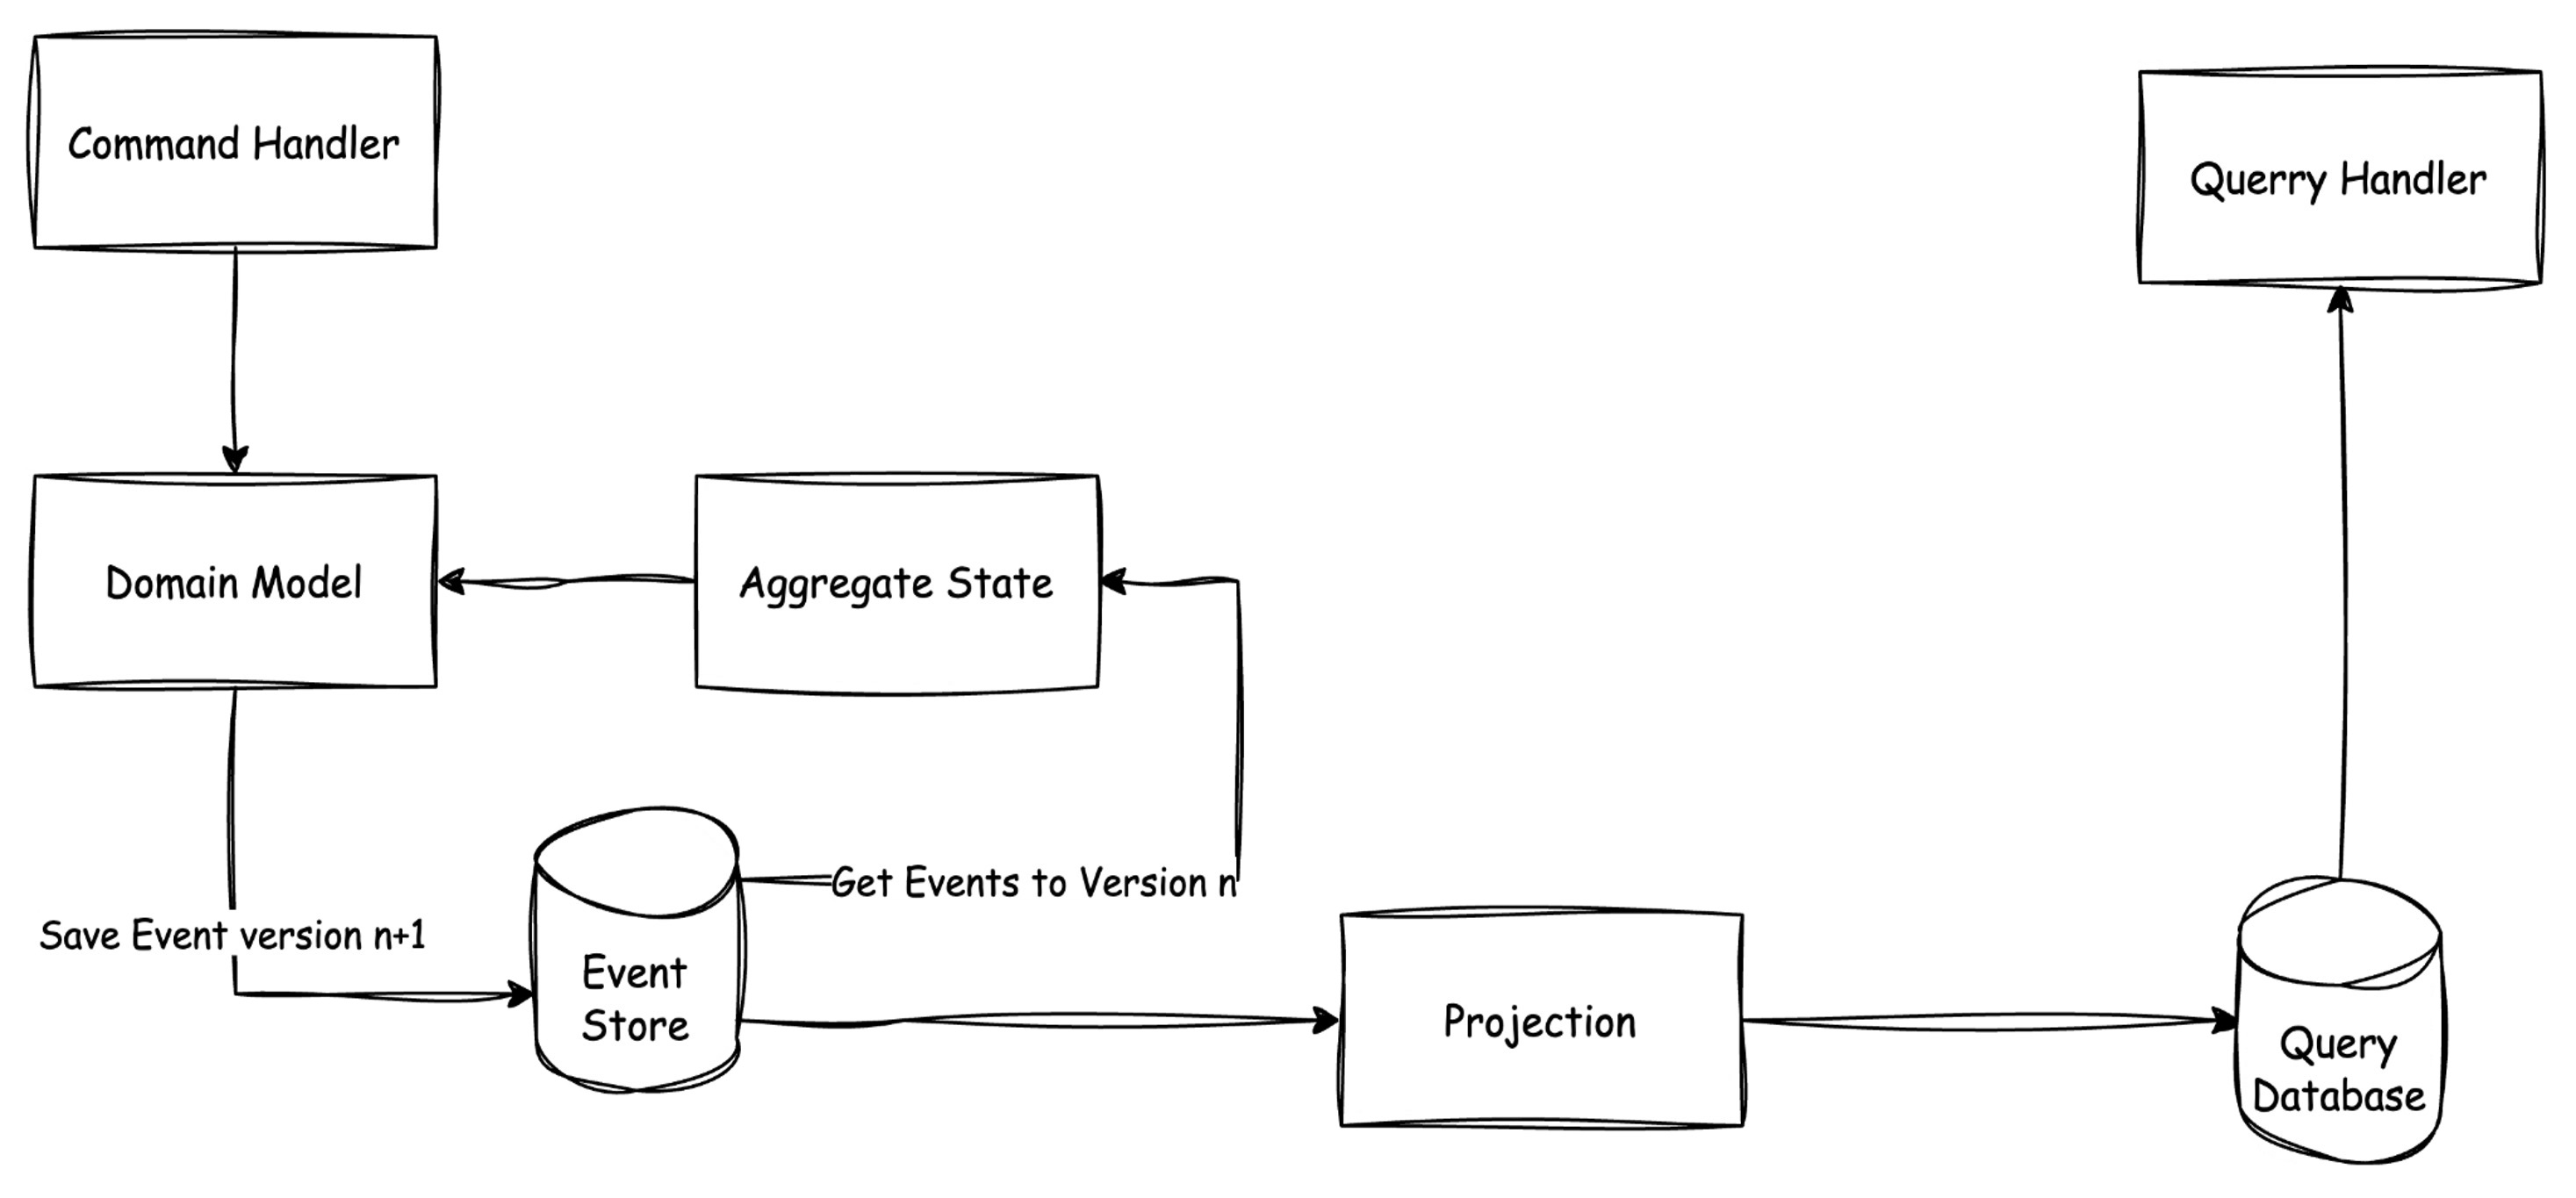 Command Handler
Querry Handler
Domain Model
Aggregate State
Get Events to Version n
Save Event version n+1
Event
Store
Projection
Query
Database